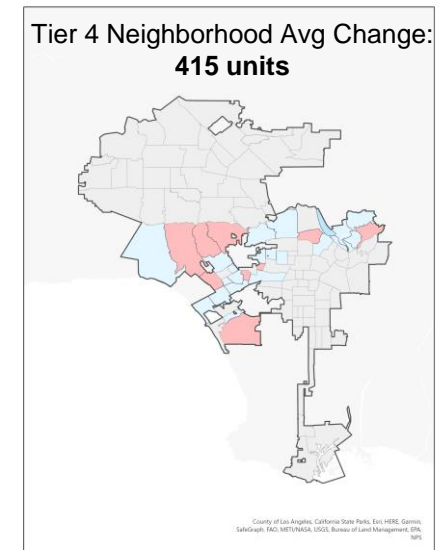 Tier 4 Neighborhood Avg Change:
415 units
County of Los Angeles, California State Parks, Esri, HERE, Garmin,
SafeGraph, FAO, METI/NASA, USGS, Bureau of Land Management, EPA,
NPS